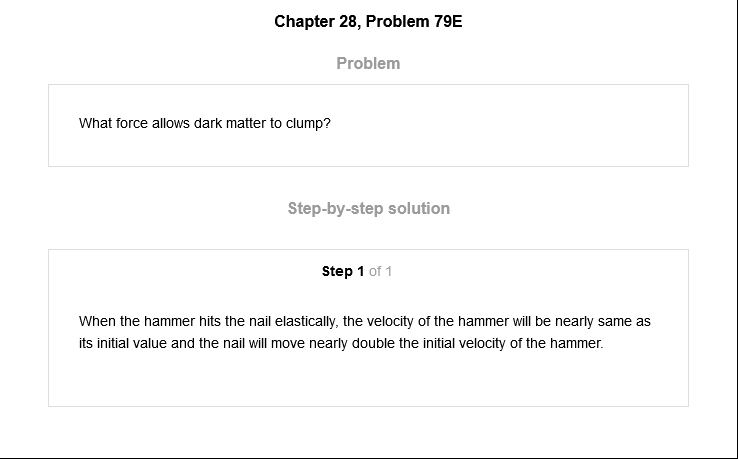 Chapter 28, Problem 79E
Problem
What force allows dark matter to clump?
Step-by-step solution
Step 1 of 1
When the hammer hits the nail elastically, the velocity of the hammer will be nearly same as
its initial value and the nail will move nearly double the initial velocity of the hammer.